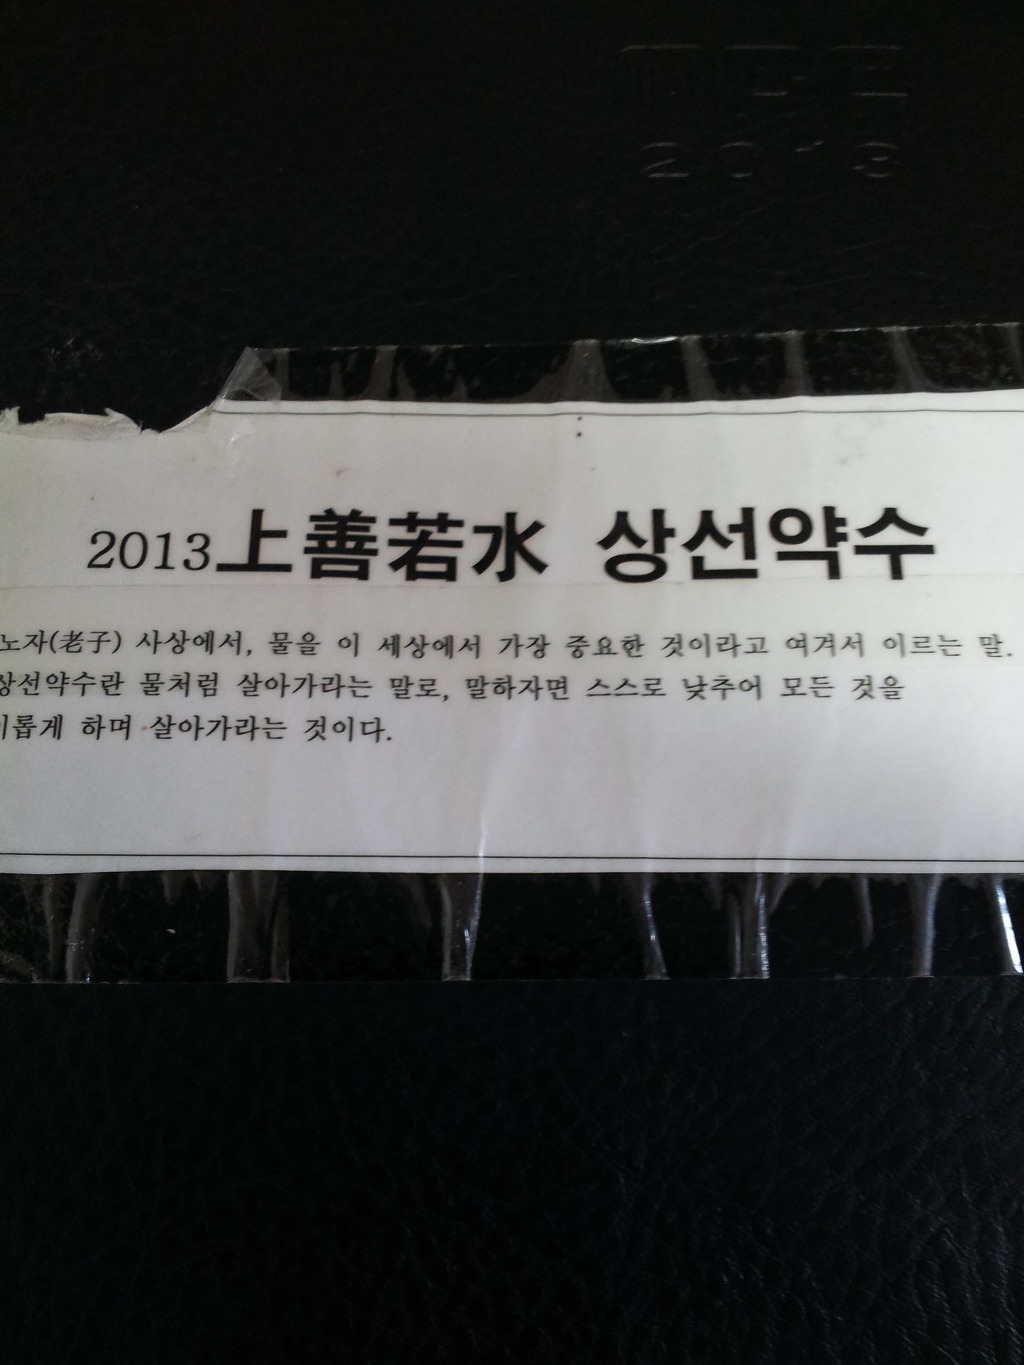 2013
2013上善若水 상선약수
노자(老子) 사상에서, 물을 이 세상에서 가장 중요한 것이라고 여겨서 이르는 말.
상선약수란 물처럼 살아가라는 말로, 말하자면 스스로 낮추어 모든 것을
이롭게 하며 살아가라는 것이다.